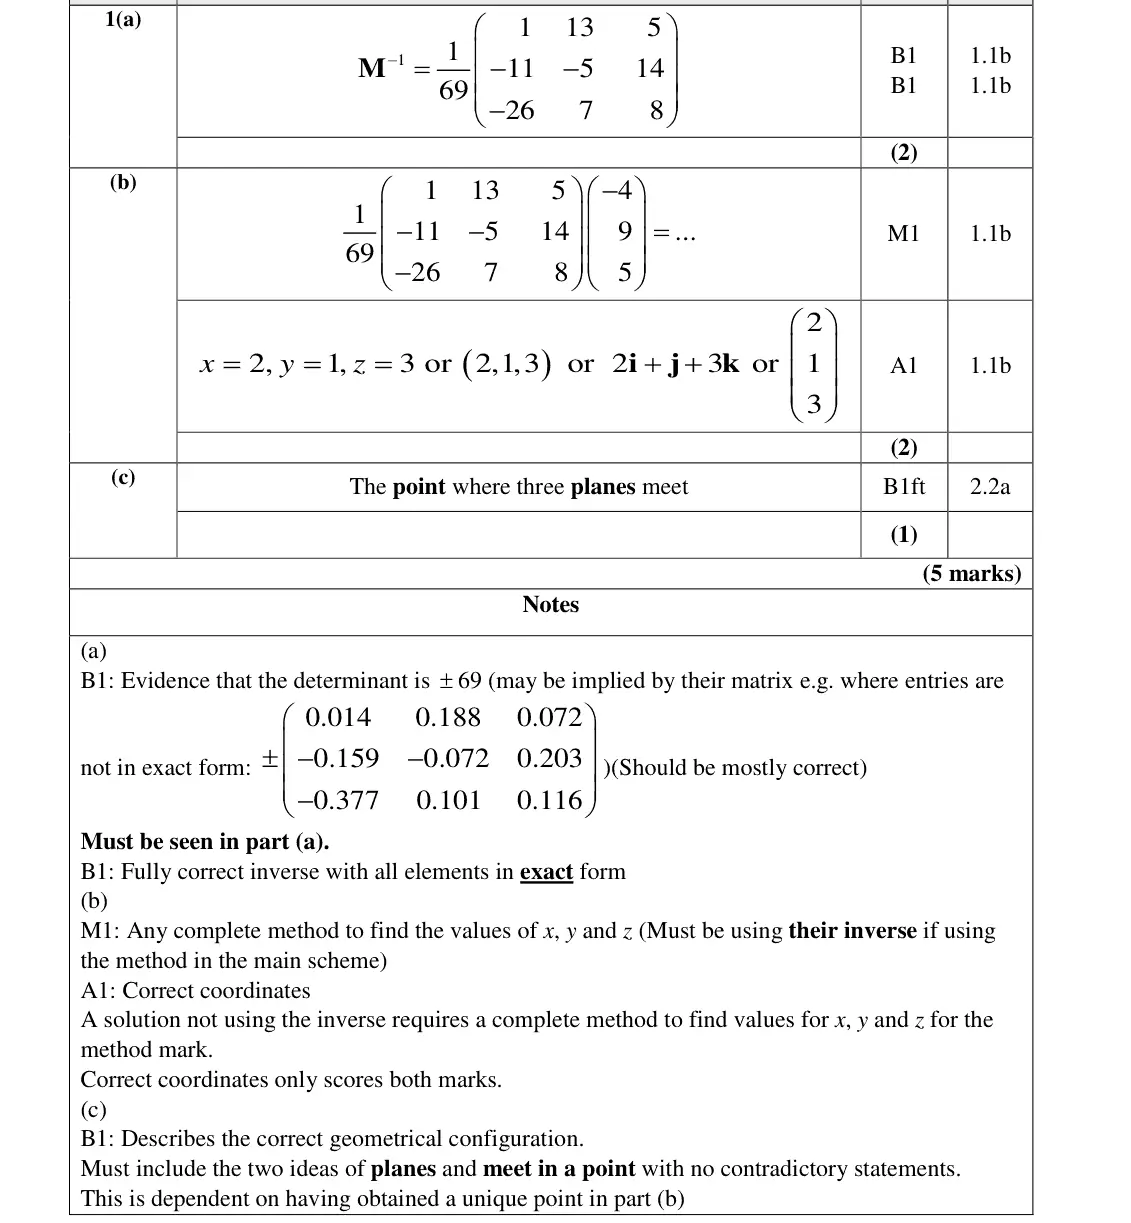 1(a)
M⁻¹ = 1/69 ( 1 13 5 ; −11 −5 14 ; −26 7 8 )
B1 1.1b
B1 1.1b
(2)
(b)
1/69 ( 1 13 5 ; −11 −5 14 ; −26 7 8 ) ( −4 ; 9 ; 5 ) = ...
M1 1.1b
x = 2, y = 1, z = 3 or (2,1,3) or 2i + j + 3k or ( 2 ; 1 ; 3 )
A1 1.1b
(2)
(c)
The point where three planes meet
B1ft 2.2a
(1)
(5 marks)
Notes
(a)
B1: Evidence that the determinant is ± 69 (may be implied by their matrix e.g. where entries are
not in exact form: ± ( 0.014 0.188 0.072 ; −0.159 −0.072 0.203 ; −0.377 0.101 0.116 ) )(Should be mostly correct)
Must be seen in part (a).
B1: Fully correct inverse with all elements in exact form
(b)
M1: Any complete method to find the values of x, y and z (Must be using their inverse if using
the method in the main scheme)
A1: Correct coordinates
A solution not using the inverse requires a complete method to find values for x, y and z for the
method mark.
Correct coordinates only scores both marks.
(c)
B1: Describes the correct geometrical configuration.
Must include the two ideas of planes and meet in a point with no contradictory statements.
This is dependent on having obtained a unique point in part (b)